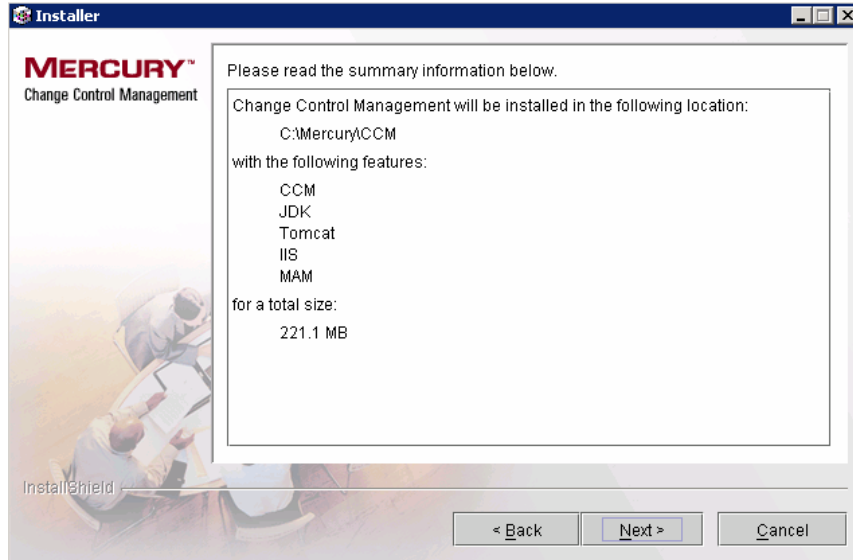 Installer
MERCURY™
Change Control Management
Please read the summary information below.
Change Control Management will be installed in the following location:
C:\Mercury\CCM
with the following features:
CCM
JDK
Tomcat
IIS
MAM
for a total size:
221.1 MB
InstallShield
< Back
Next >
Cancel